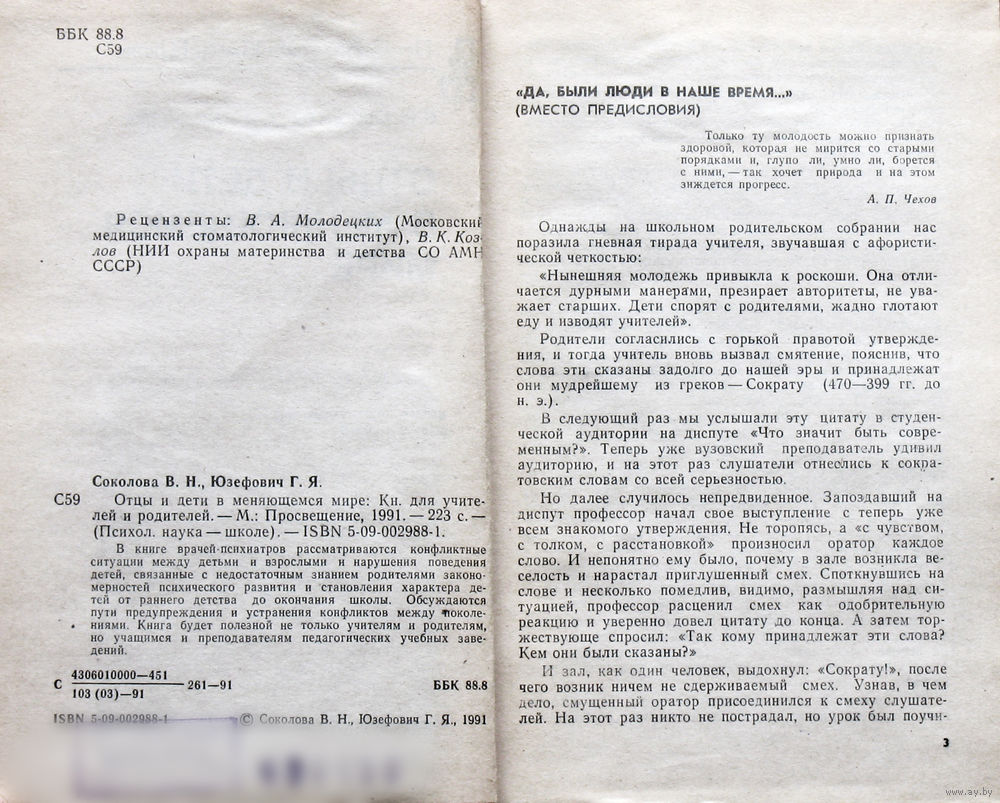 ББК 88.8
С59
Рецензенты: В. А. Молодецких (Московский
медицинский стоматологический институт), В. К. Коз-
лов (НИИ охраны материнства и детства СО АМН
СССР)
Соколова В. Н., Юзефович Г. Я.
С59 Отцы и дети в меняющемся мире: Кн. для учите-
лей и родителей. — М.: Просвещение, 1991. — 223 с. —
(Психол. наука — школе). — ISBN 5-09-002988-1.
В книге врачей-психиатров рассматриваются конфликтные
ситуации между детьми и взрослыми и нарушения поведения
детей, связанные с недостаточным знанием родителями законо-
мерностей психического развития и становления характера де-
тей от раннего детства до окончания школы. Обсуждаются
пути предупреждения и устранения конфликтов между поколе-
ниями. Книга будет полезной не только учителям и родителям,
но учащимся и преподавателям педагогических учебных заве-
дений.
С 4306010000—451
103 (03)—91 261—91 ББК 88.8
ISBN 5-09-002988-1 © Соколова В. Н., Юзефович Г. Я., 1991
«ДА, БЫЛИ ЛЮДИ В НАШЕ ВРЕМЯ...»
(ВМЕСТО ПРЕДИСЛОВИЯ)
Только ту молодость можно признать
здоровой, которая не мирится со старыми
порядками и, глупо ли, умно ли, борется
с ними, — так хочет природа и на этом
зиждется прогресс.
А. П. Чехов
Однажды на школьном родительском собрании нас
поразила гневная тирада учителя, звучавшая с афористи-
ческой четкостью:
«Нынешняя молодежь привыкла к роскоши. Она отли-
чается дурными манерами, презирает авторитеты, не ува-
жает старших. Дети спорят с родителями, жадно глотают
еду и изводят учителей».
Родители согласились с горькой правотой утвержде-
ния, и тогда учитель вновь вызвал смятение, пояснив, что
слова эти сказаны задолго до нашей эры и принадлежат
они мудрейшему из греков — Сократу (470—399 гг. до
н. э.).
В следующий раз мы услышали эту цитату в студен-
ческой аудитории на диспуте «Что значит быть совре-
менным?». Теперь уже вузовский преподаватель удивил
аудиторию, и на этот раз слушатели отнеслись к сокра-
товским словам со всей серьезностью.
Но далее случилось непредвиденное. Запоздавший на
диспут профессор начал свое выступление с теперь уже
всем знакомого утверждения. Не торопясь, а «с чувством,
с толком, с расстановкой» произносил оратор каждое
слово. И непонятно ему было, почему в зале возникла ве-
селость и нарастал приглушенный смех. Споткнувшись на
слове и несколько помедлив, видимо, размышляя над си-
туацией, профессор расценил смех как одобрительную
реакцию и уверенно довел цитату до конца. А затем тор-
жествующе спросил: «Так кому принадлежат эти слова?
Кем они были сказаны?»
И зал, как один человек, выдохнул: «Сократу!», после
чего возник ничем не сдерживаемый смех. Узнав, в чем
дело, смущенный оратор присоединился к смеху слушате-
лей. На этот раз никто не пострадал, но урок был поучи-
3
www.ay.by